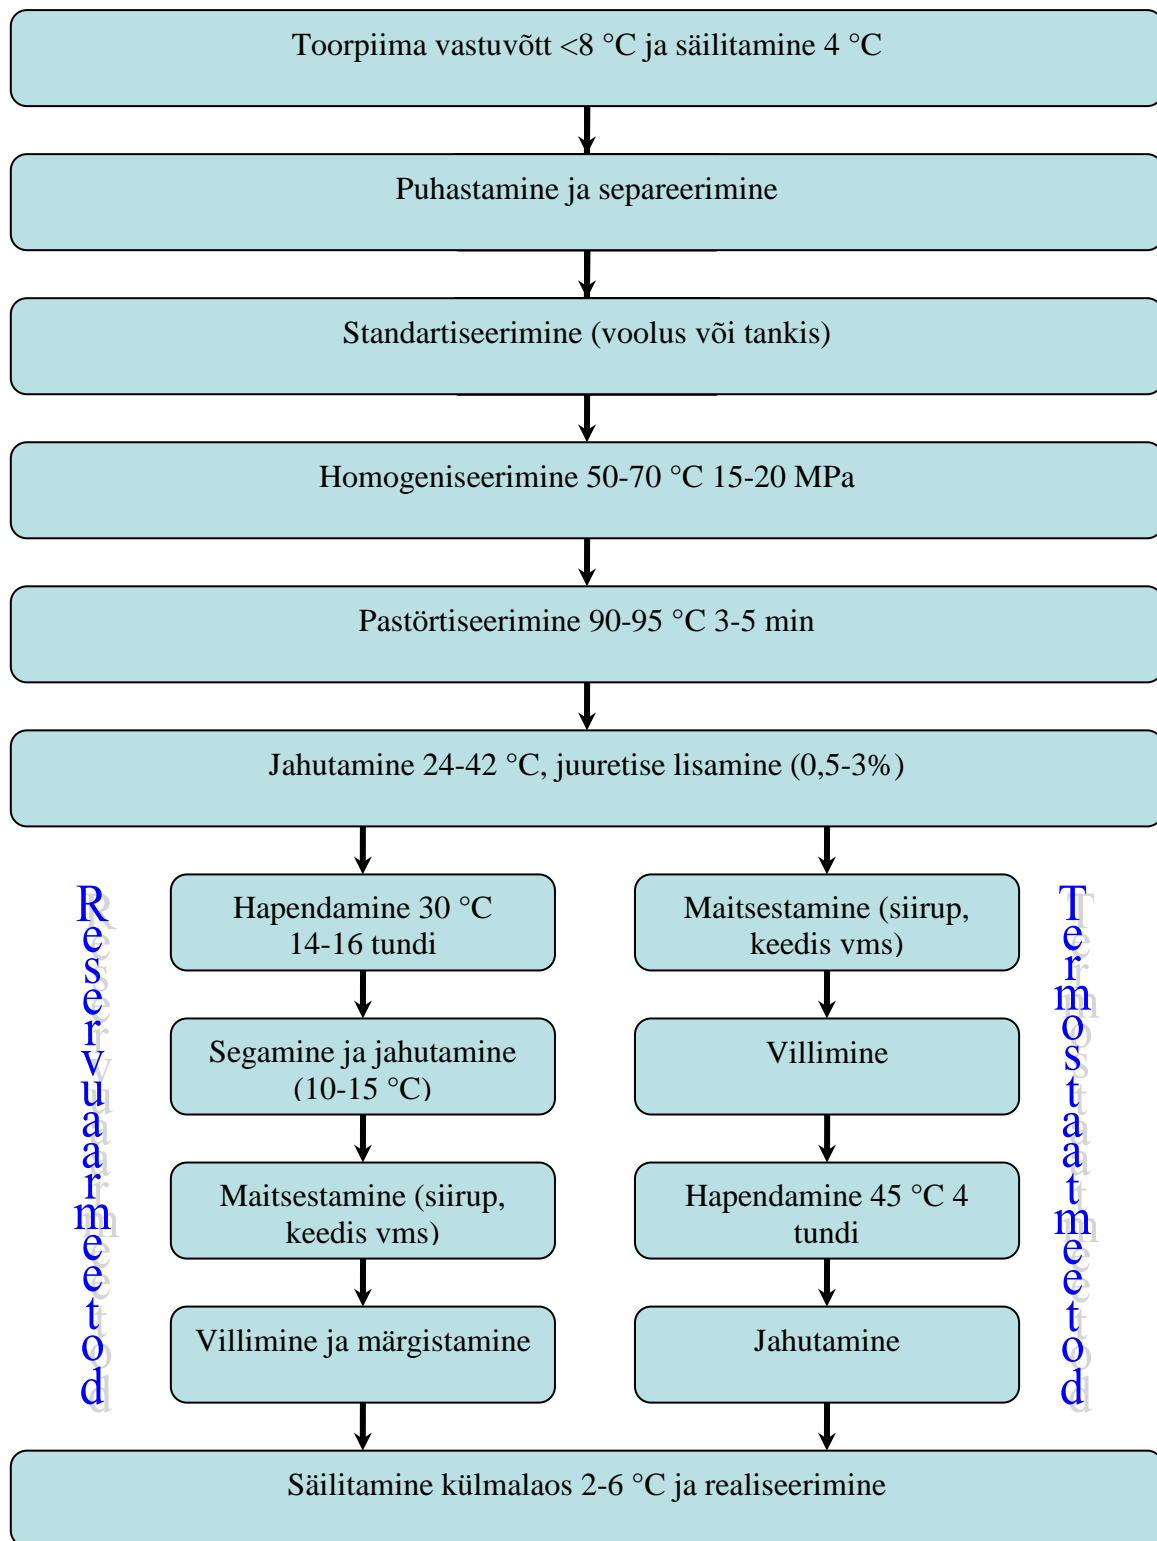 Toorpiima vastuvõtt <8 °C ja säilitamine 4 °C
Puhastamine ja separeerimine
Standartiseerimine (voolus või tankis)
Homogeniseerimine 50-70 °C 15-20 MPa
Pastörtiseerimine 90-95 °C 3-5 min
Jahutamine 24-42 °C, juuretise lisamine (0,5-3%)
Reservuaarmeetod
Hapendamine 30 °C
14-16 tundi
Segamine ja jahutamine
(10-15 °C)
Maitsestamine (siirup,
keedis vms)
Villimine ja märgistamine
Maitsestamine (siirup,
keedis vms)
Villimine
Hapendamine 45 °C 4
tundi
Jahutamine
Termostaatmeetod
Säilitamine külmalaos 2-6 °C ja realiseerimine